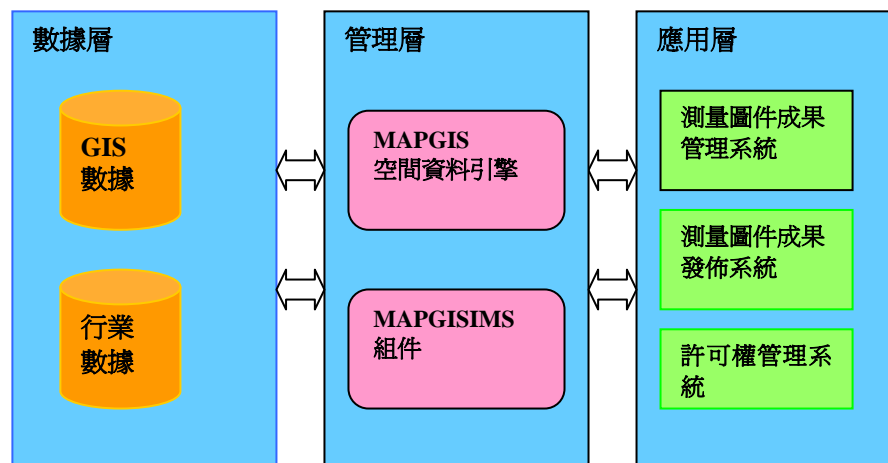 數據層
GIS
數據
行業
數據
管理層
MAPGIS
空間資料引擎
MAPGISIMS
組件
應用層
測量圖件成果
管理系統
測量圖件成果
發佈系統
許可權管理系
統